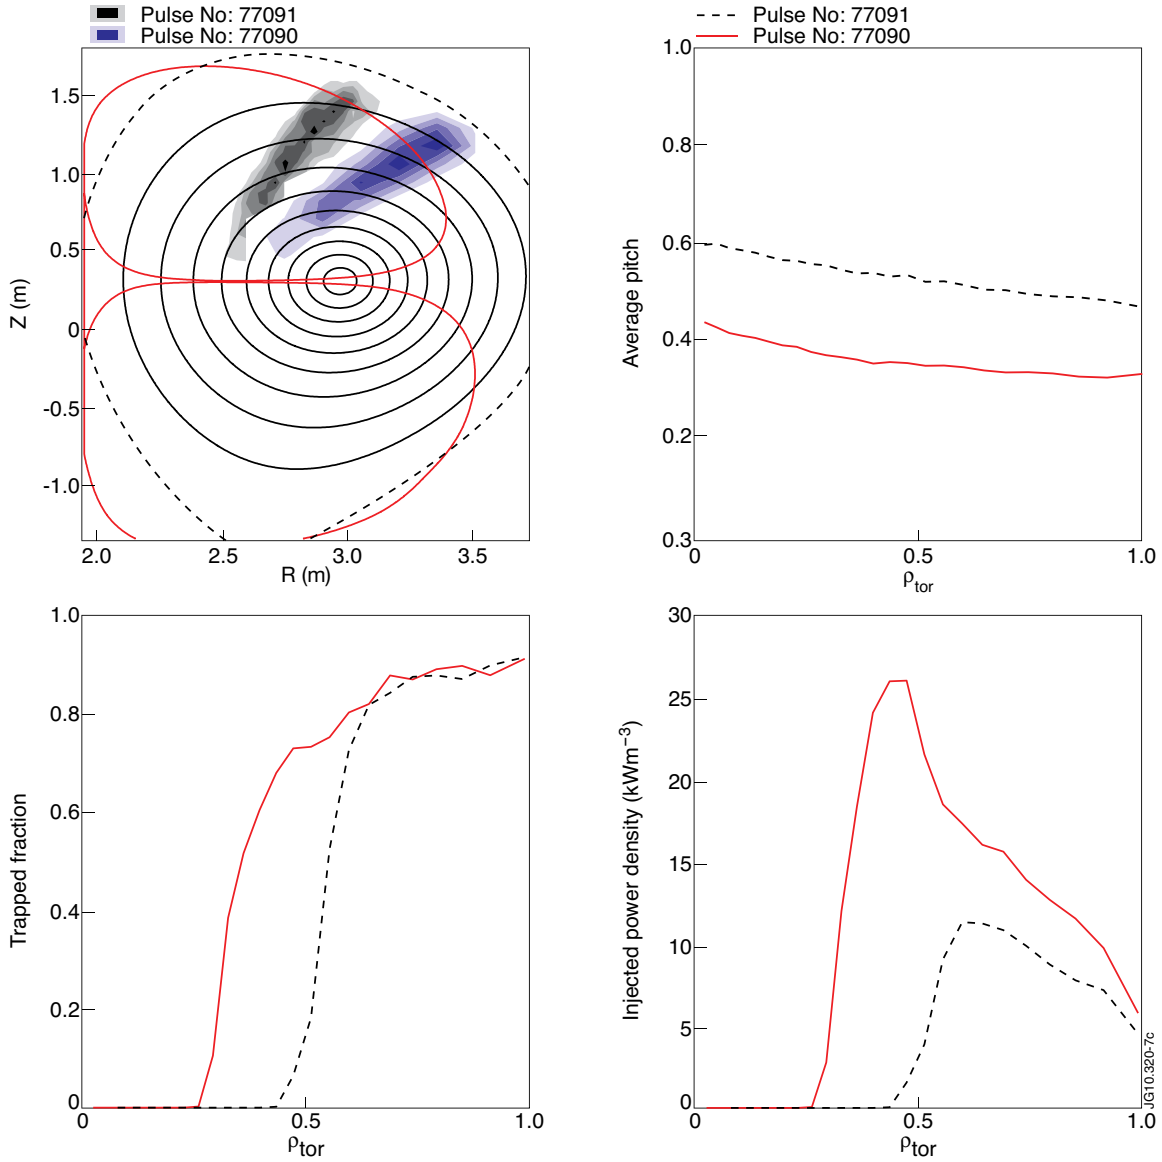 Pulse No: 77091
Pulse No: 77090
1.5
1.0
0.5
0
-0.5
-1.0
Z (m)
2.0 2.5 3.0 3.5
R (m)
Pulse No: 77091
Pulse No: 77090
1.0
0.8
0.6
0.4
0.2
0.3
Average pitch
0 0.5 1.0
ρtor
1.0
0.8
0.6
0.4
0.2
0
Trapped fraction
0 0.5 1.0
ρtor
30
25
20
15
10
5
0
Injected power density (kWm−3)
0 0.5 1.0
ρtor
JG10.320-7c